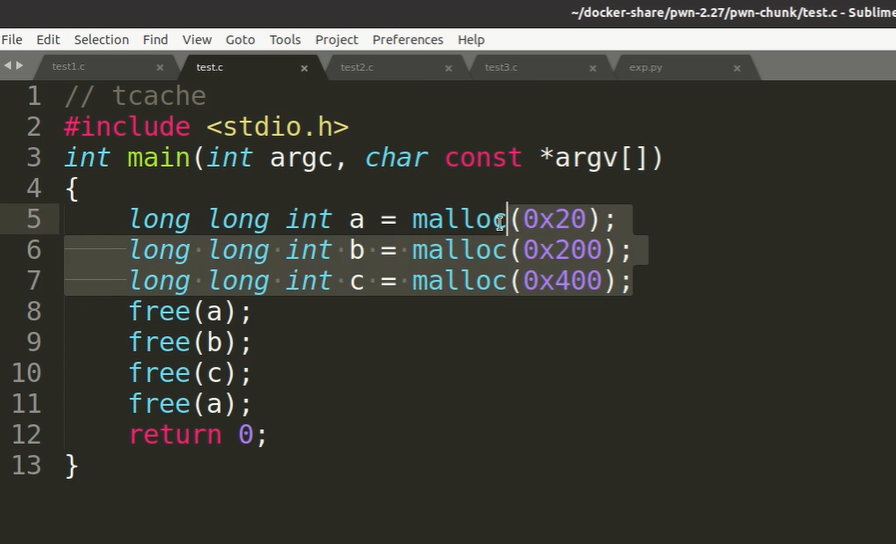 ~/docker-share/pwn-2.27/pwn-chunk/test.c - Sublime
File Edit Selection Find View Goto Tools Project Preferences Help
test1.c × test.c × test2.c × test3.c × exp.py ×
1 // tcache
2 #include <stdio.h>
3 int main(int argc, char const *argv[])
4 {
5 long long int a = malloc(0x20);
6 long long int b = malloc(0x200);
7 long long int c = malloc(0x400);
8 free(a);
9 free(b);
10 free(c);
11 free(a);
12 return 0;
13 }